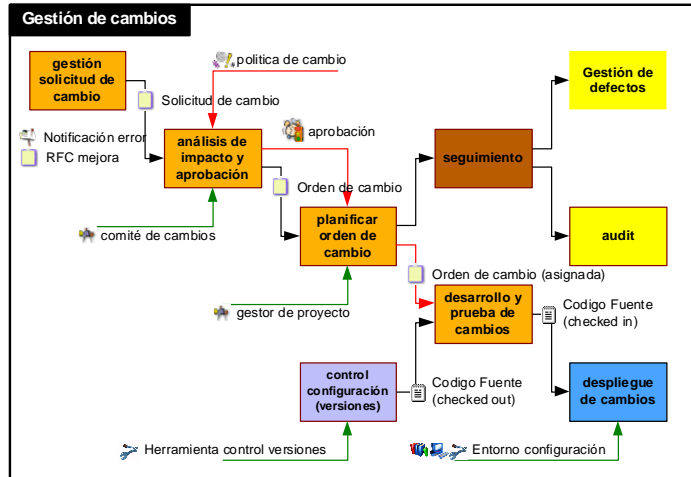 Gestión de cambios
gestión
solicitud de
cambio
politica de cambio
Gestión de
defectos
Solicitud de cambio
Notificación error
RFC mejora
análisis de
impacto y
aprobación
aprobación
seguimiento
Orden de cambio
comité de cambios
planificar
orden de
cambio
audit
Orden de cambio (asignada)
gestor de proyecto
desarrollo y
prueba de
cambios
Codigo Fuente
(checked in)
control
configuración
(versiones)
Codigo Fuente
(checked out)
despliegue
de cambios
Herramienta control versiones
Entorno configuración